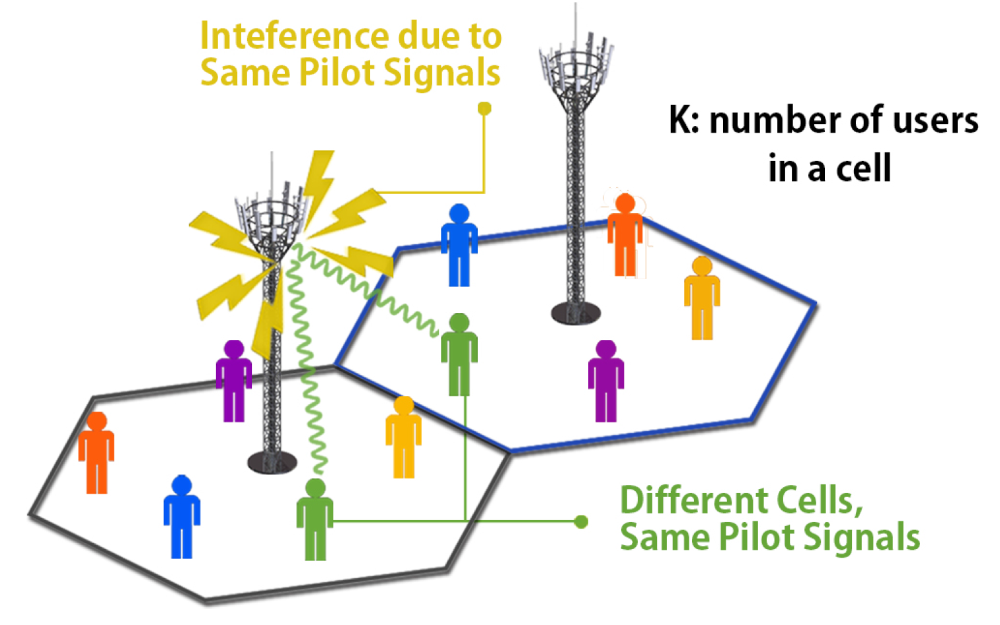 Inteference due to
Same Pilot Signals
K: number of users
in a cell
Different Cells,
Same Pilot Signals